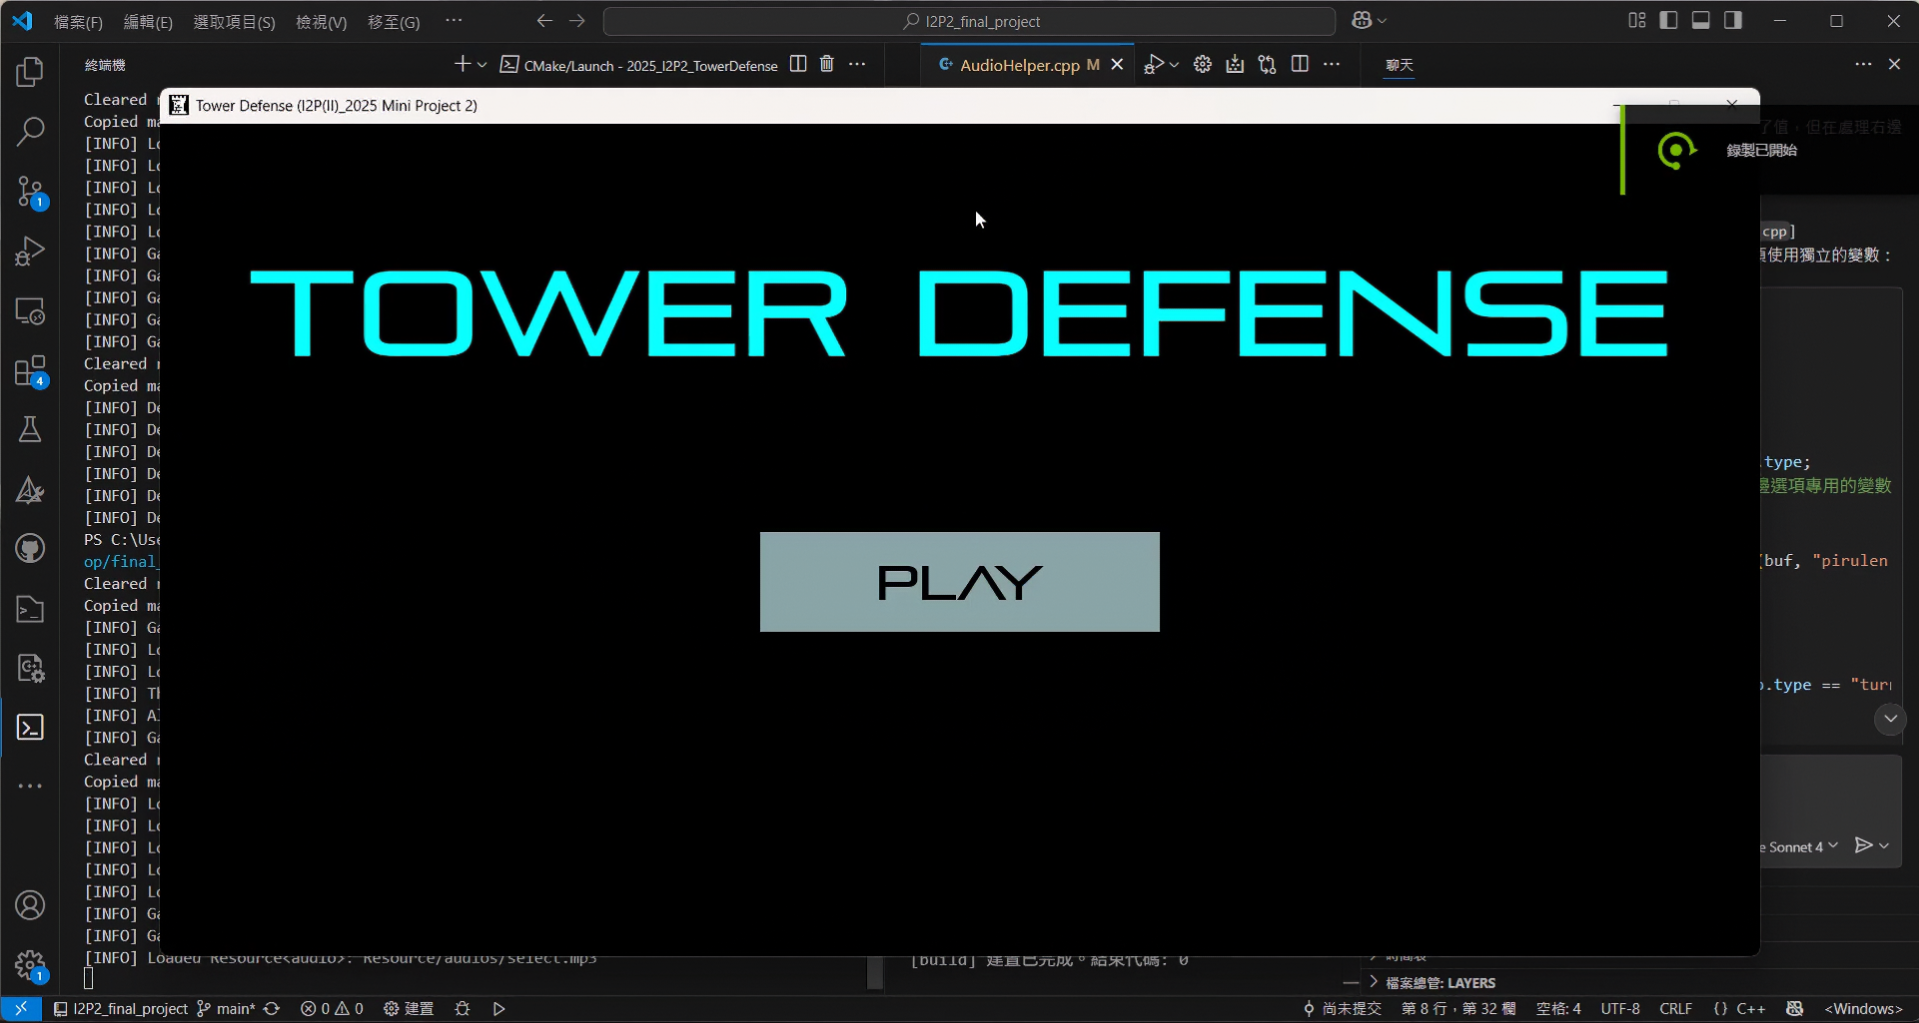 檔案(F) 編輯(E) 選取項目(S) 檢視(V) 移至(G) ··· I2P2_final_project
終端機 CMake/Launch - 2025_I2P2_TowerDefense AudioHelper.cpp M 聊天
Cleared
Copied
Tower Defense (I2P(II)_2025 Mini Project 2)
了值，但在處理右邊
[INFO]
錄製已開始
[INFO]
[INFO]
[INFO]
[INFO]
cpp]
[INFO]
使用獨立的變數：
[INFO]
[INFO]
[INFO]
[INFO]
TOWER DEFENSE
Cleared
Copied
[INFO]
[INFO]
[INFO]
.type;
[INFO]
邊選項專用的變數
[INFO]
[INFO]
PS C:\Use
op/final_
(buf, "pirulen
Cleared
PLAY
Copied
[INFO]
[INFO]
[INFO]
.type == "tur
[INFO]
[INFO]
[INFO]
Cleared
Copied
[INFO]
[INFO]
[INFO]
Sonnet 4
[INFO]
[INFO]
[INFO]
[INFO]
[INFO] Loaded Resource<audio>: Resource/audios/select.mp3
[build] 建置已完成。結束代碼: 0
檔案總管: LAYERS
I2P2_final_project main* 0 0 建置 尚未提交 第 8 行，第 32 欄 空格: 4 UTF-8 CRLF {} C++ <Windows>
1
4
1